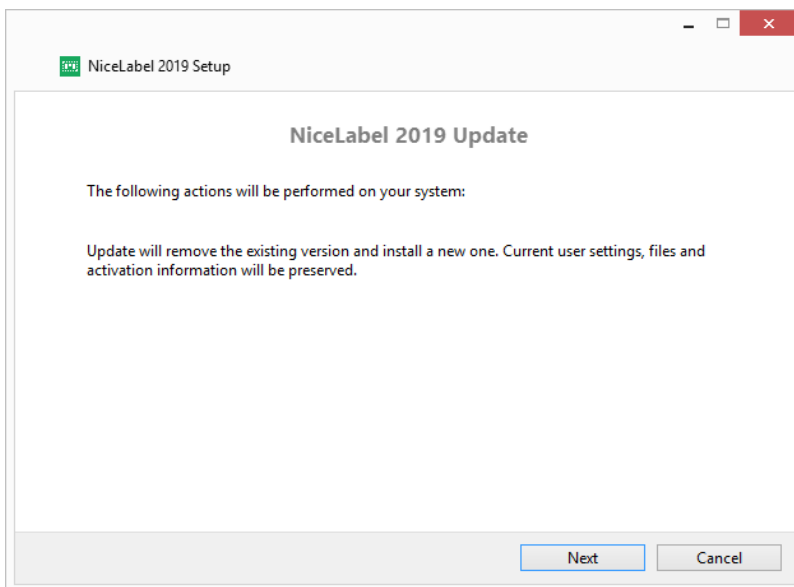 NiceLabel 2019 Setup
NiceLabel 2019 Update
The following actions will be performed on your system:
Update will remove the existing version and install a new one. Current user settings, files and
activation information will be preserved.
Next
Cancel